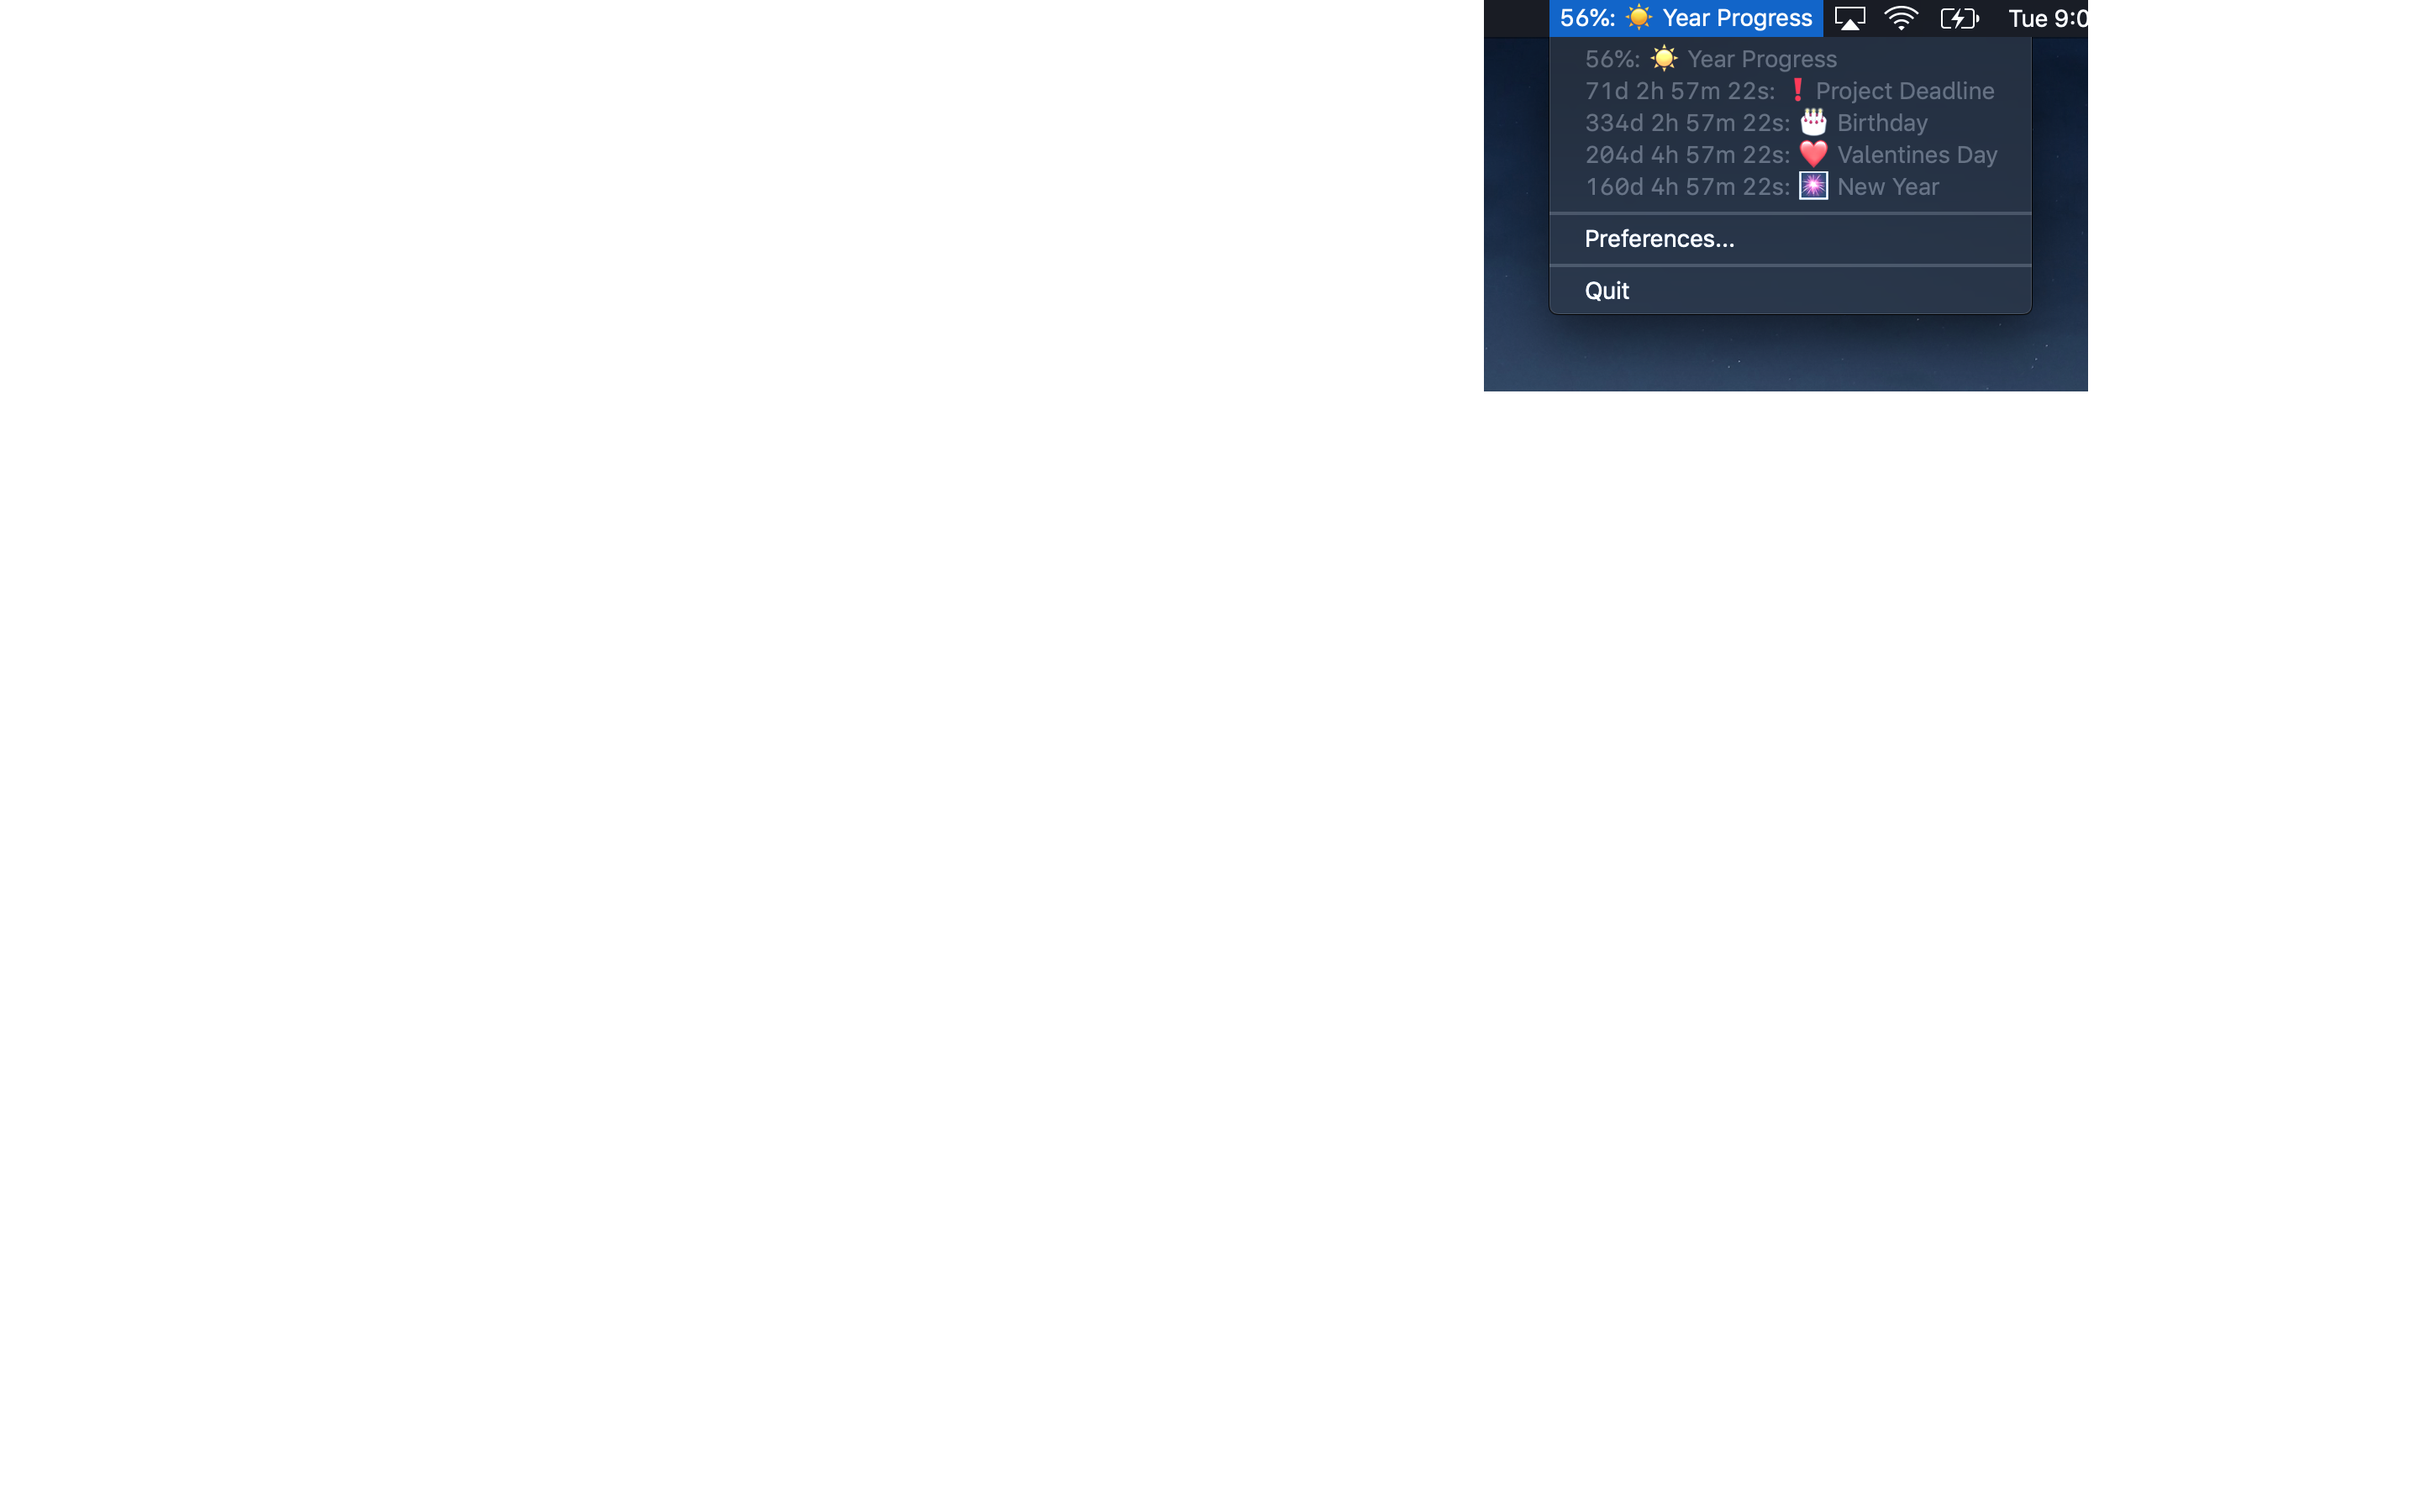 56%: ☀️ Year Progress Tue 9:0
56%: ☀️ Year Progress
71d 2h 57m 22s: ❗ Project Deadline
334d 2h 57m 22s: 🎂 Birthday
204d 4h 57m 22s: ❤️ Valentines Day
160d 4h 57m 22s: 🎆 New Year
Preferences...
Quit